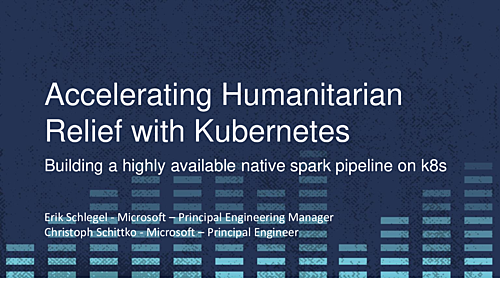 Accelerating Humanitarian
Relief with Kubernetes
Building a highly available native spark pipeline on k8s
Erik Schlegel - Microsoft – Principal Engineering Manager
Christoph Schittko - Microsoft – Principal Engineer